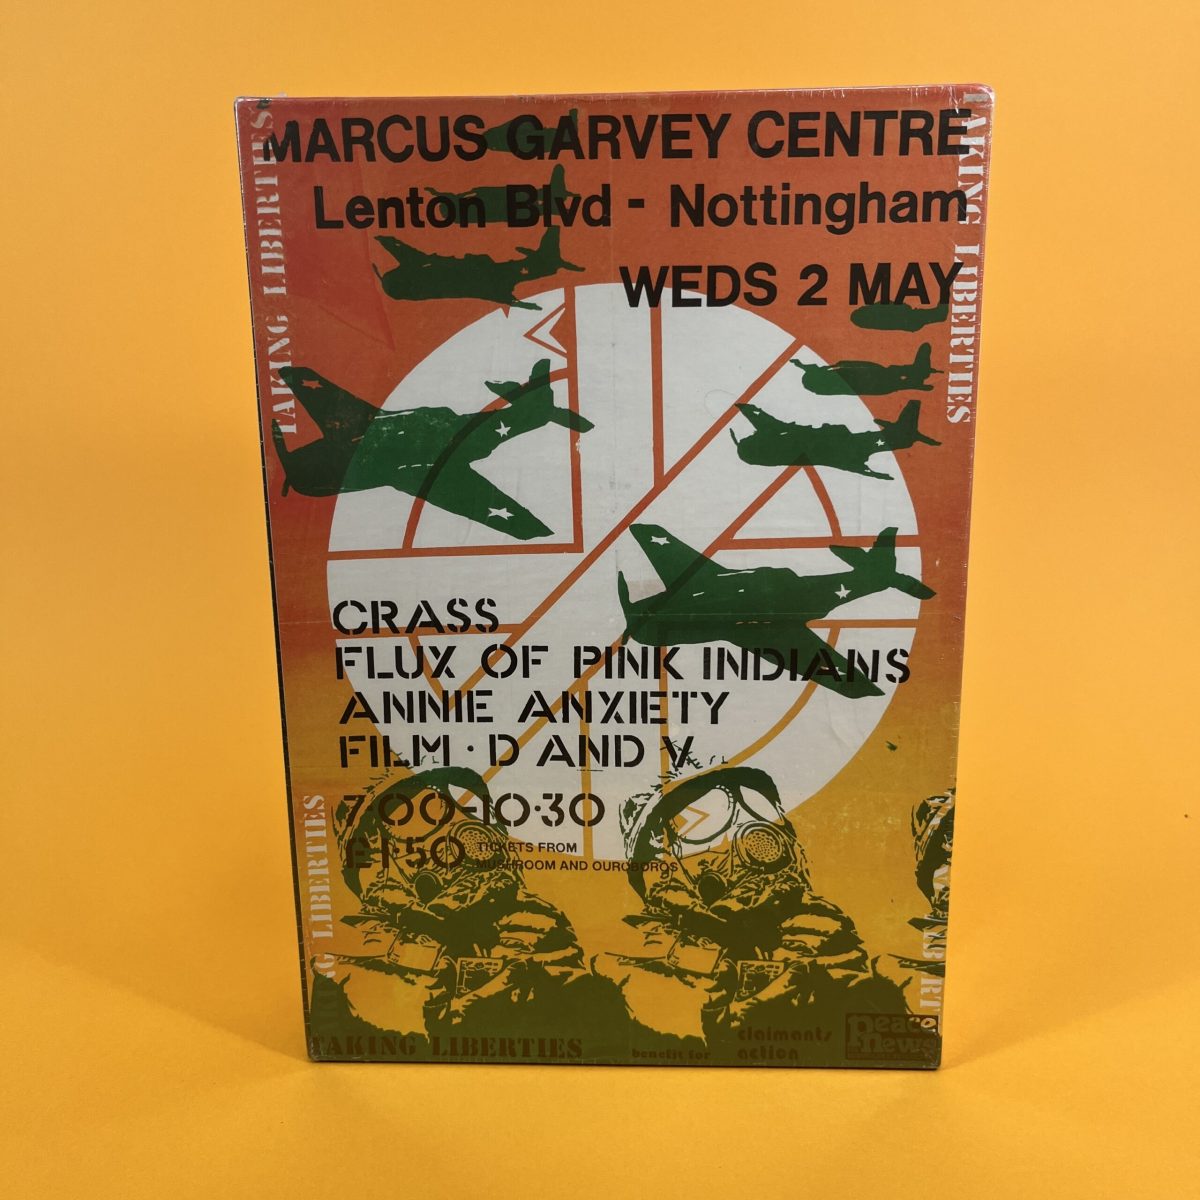 MARCUS GARVEY CENTRE
Lenton Blvd - Nottingham
WEDS 2 MAY
TAKING LIBERTIES
TAKING LIBERTIES
CRASS
FLUX OF PINK INDIANS
ANNIE ANXIETY
FILM · D AND V
7·00-10·30
£1·50 TICKETS FROM
MUSHROOM AND OUROBOROS
TAKING LIBERTIES
TAKING LIBERTIES
benefit for
claimants
action
peace
news